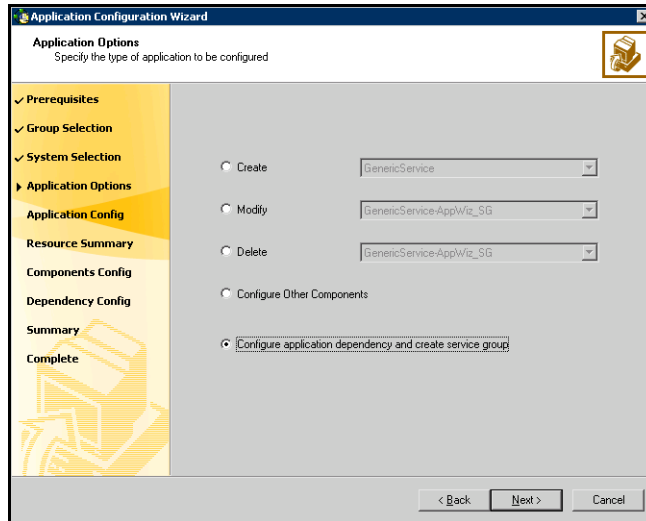 Application Configuration Wizard
Application Options
Specify the type of application to be configured
Prerequisites
Group Selection
System Selection
Application Options
Application Config
Resource Summary
Components Config
Dependency Config
Summary
Complete
Create GenericService
Modify GenericService-AppWiz_SG
Delete GenericService-AppWiz_SG
Configure Other Components
Configure application dependency and create service group
< Back Next > Cancel